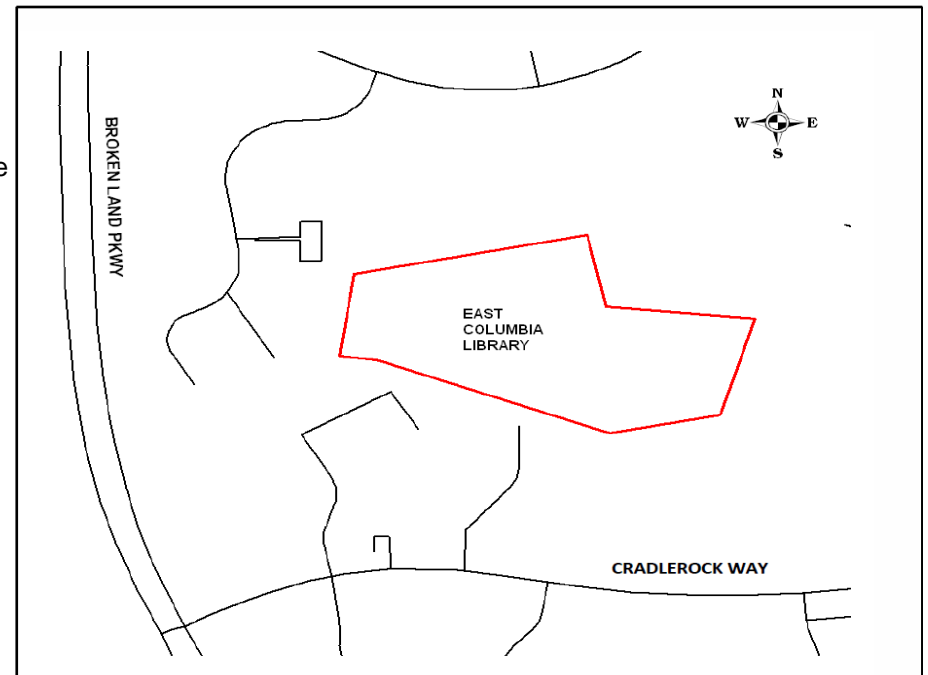 N
W E
S
BROKEN LAND PKWY
e
EAST
COLUMBIA
LIBRARY
CRADLEROCK WAY